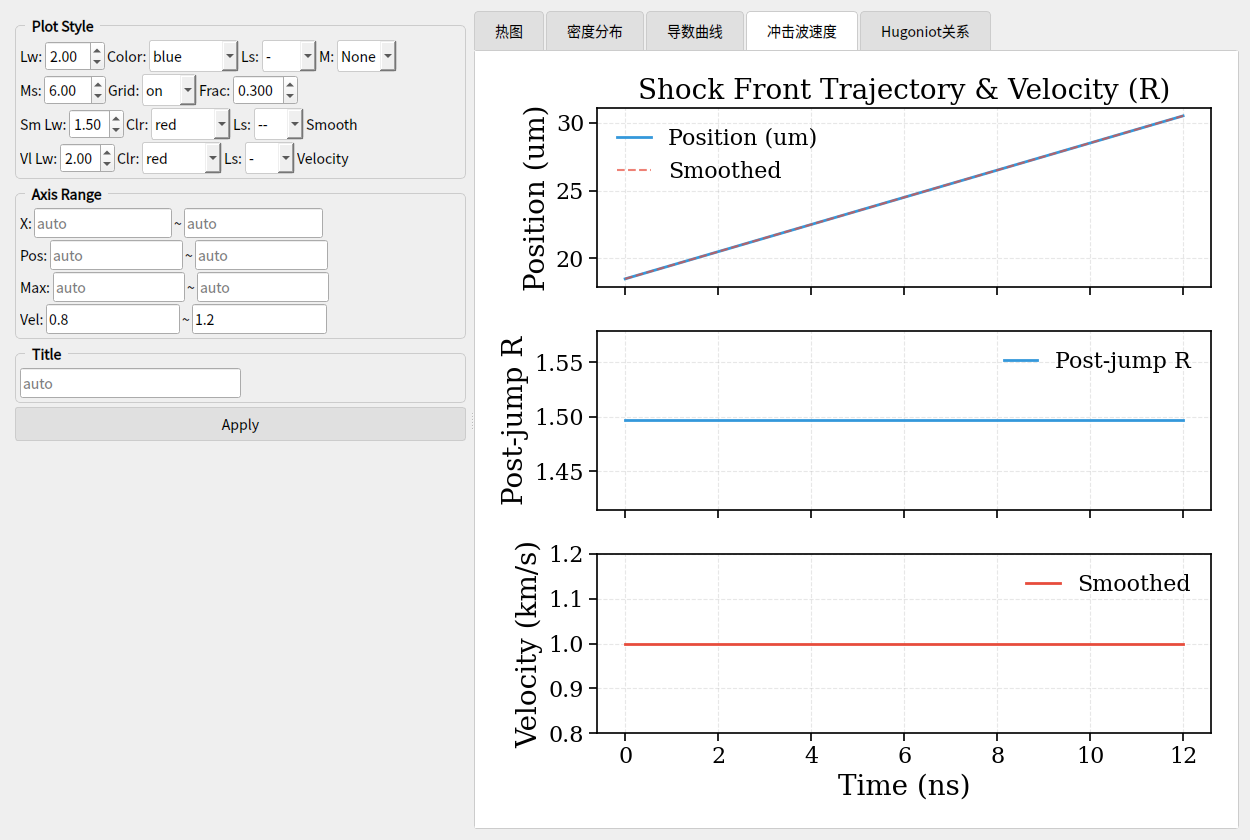 Plot Style
Lw: 2.00 Color: blue Ls: - M: None
Ms: 6.00 Grid: on Frac: 0.300
Sm Lw: 1.50 Clr: red Ls: -- Smooth
Vl Lw: 2.00 Clr: red Ls: - Velocity
Axis Range
X: auto ~ auto
Pos: auto ~ auto
Max: auto ~ auto
Vel: 0.8 ~ 1.2
Title
auto
Apply
热图 密度分布 导数曲线 冲击波速度 Hugoniot关系
Shock Front Trajectory & Velocity (R)
Position (um)
30
25
20
Position (um)
Smoothed
Post-jump R
1.55
1.50
1.45
Post-jump R
Velocity (km/s)
1.2
1.1
1.0
0.9
0.8
Smoothed
0 2 4 6 8 10 12
Time (ns)